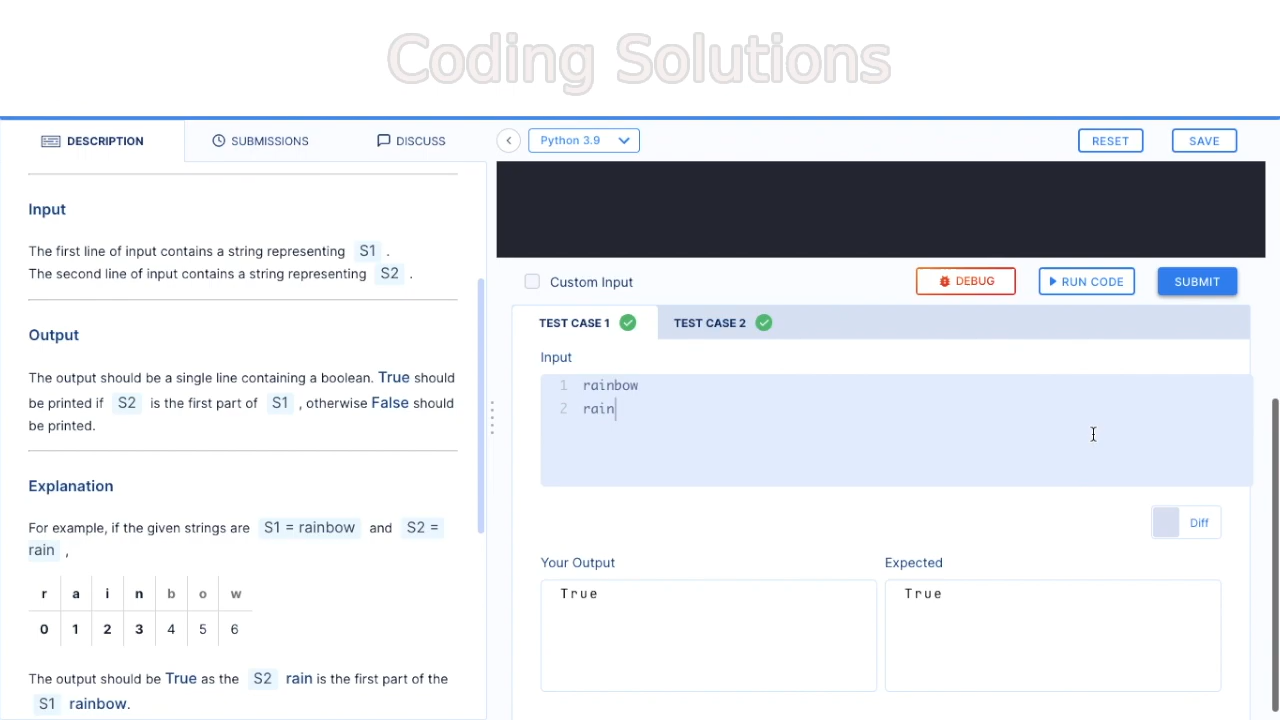 Coding Solutions
DESCRIPTION
SUBMISSIONS
DISCUSS
Python 3.9
RESET
SAVE
Input
The first line of input contains a string representing S1 .
The second line of input contains a string representing S2 .
Output
The output should be a single line containing a boolean. True should
be printed if S2 is the first part of S1 , otherwise False should
be printed.
Explanation
For example, if the given strings are S1 = rainbow and S2 =
rain ,
r a i n b o w
0 1 2 3 4 5 6
The output should be True as the S2 rain is the first part of the
S1 rainbow.
Custom Input
DEBUG
RUN CODE
SUBMIT
TEST CASE 1
TEST CASE 2
Input
1 rainbow
2 rain
Diff
Your Output
Expected
True
True